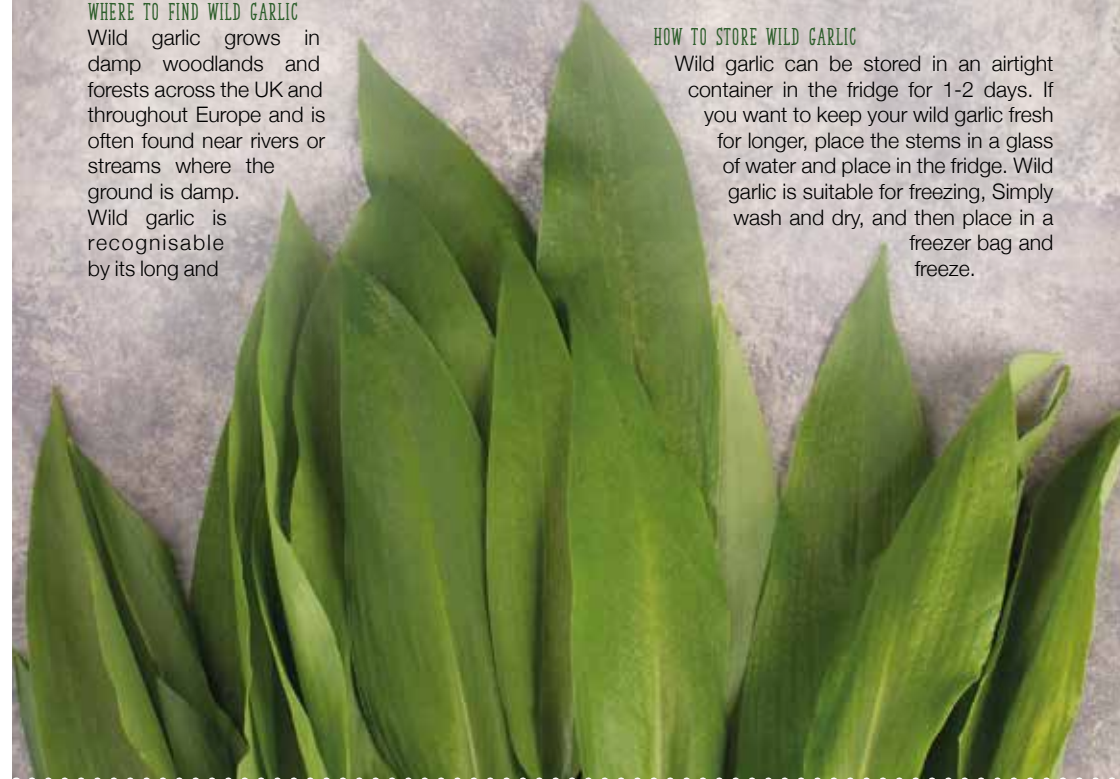 WHERE TO FIND WILD GARLIC
Wild garlic grows in
damp woodlands and
forests across the UK and
throughout Europe and is
often found near rivers or
streams where the
ground is damp.
Wild garlic is
recognisable
by its long and
HOW TO STORE WILD GARLIC
Wild garlic can be stored in an airtight
container in the fridge for 1-2 days. If
you want to keep your wild garlic fresh
for longer, place the stems in a glass
of water and place in the fridge. Wild
garlic is suitable for freezing, Simply
wash and dry, and then place in a
freezer bag and
freeze.